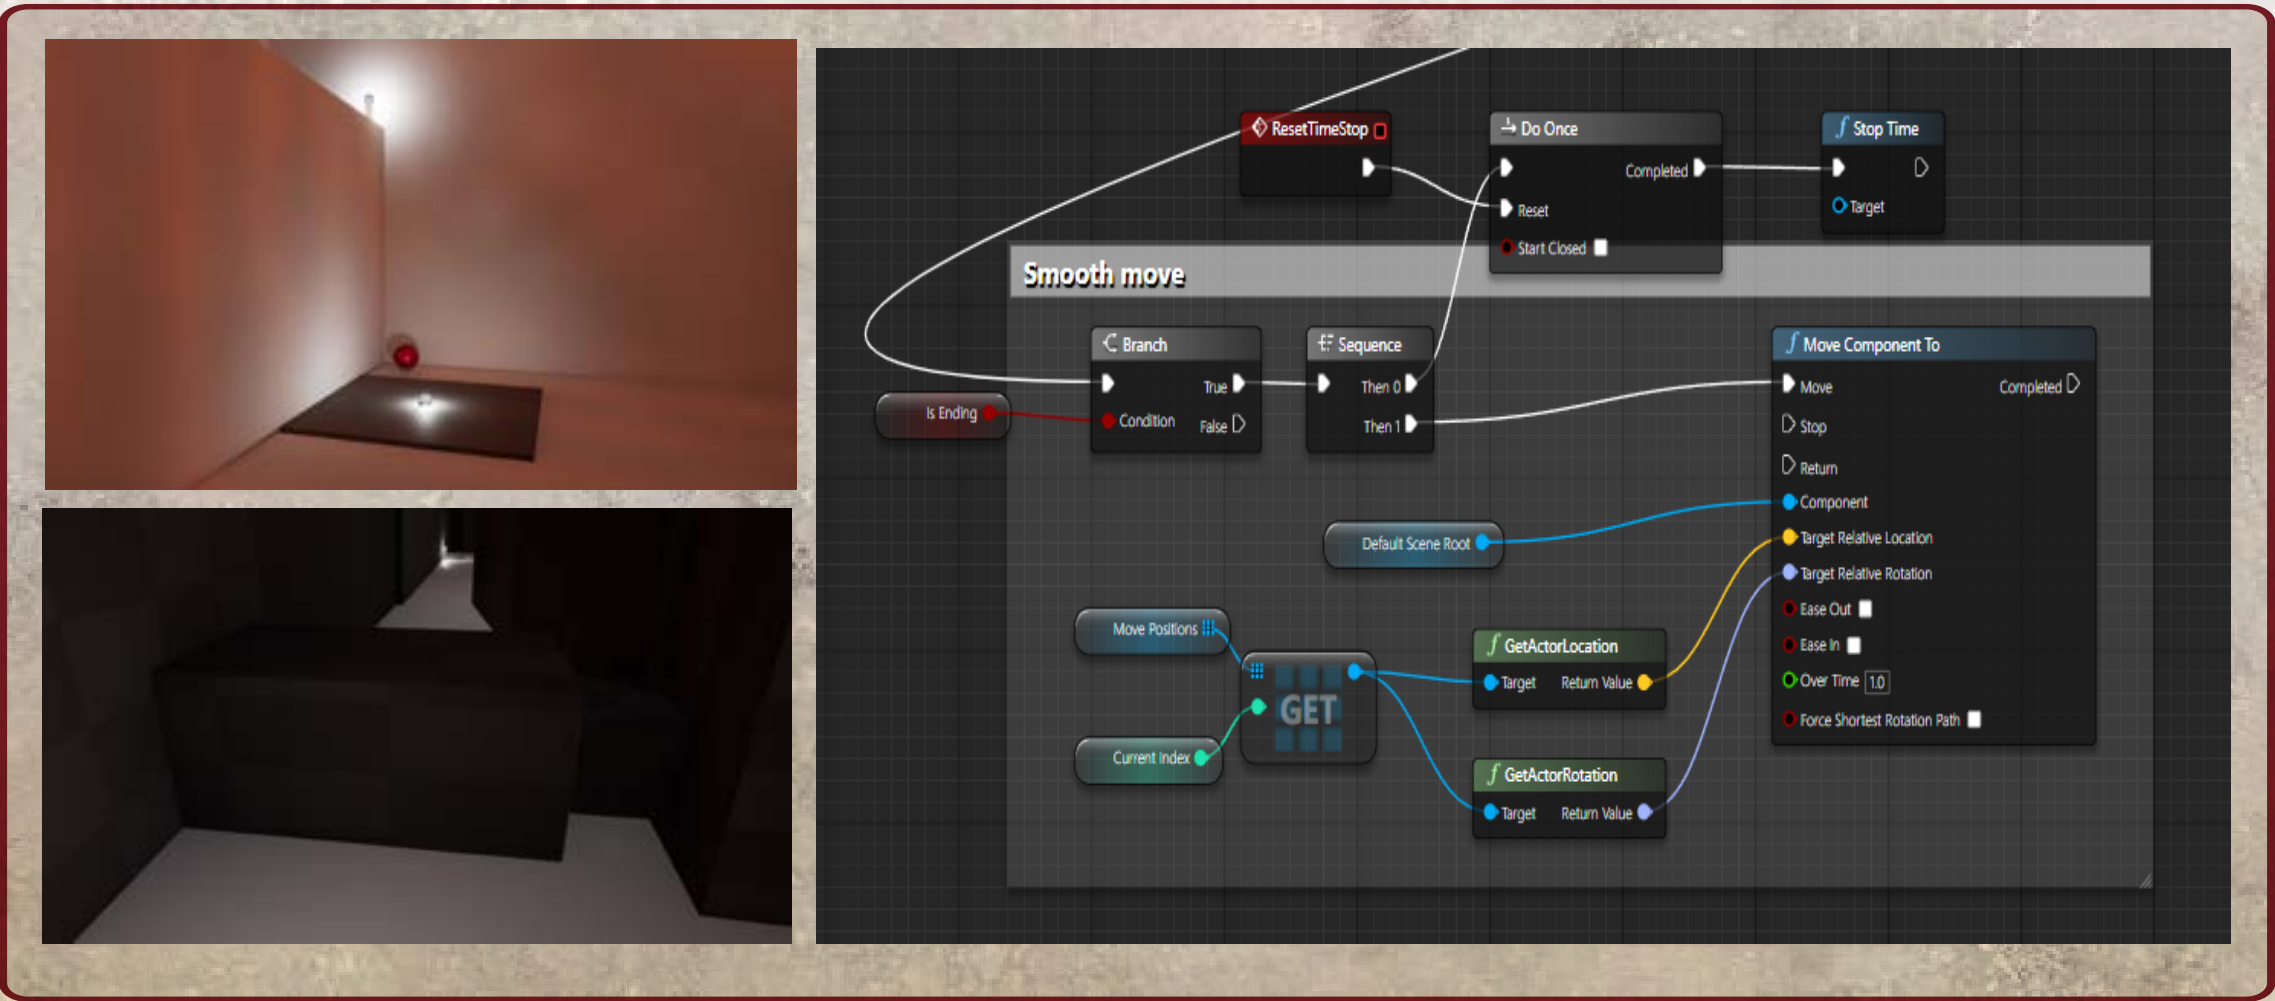 ResetTimeStop
Do Once
Completed
Reset
Start Closed
Stop Time
Target
Smooth move
Branch
True
Condition
False
Is Ending
Sequence
Then 0
Then 1
Move Component To
Move
Completed
Stop
Return
Component
Target Relative Location
Target Relative Rotation
Ease Out
Ease In
Over Time 1.0
Force Shortest Rotation Path
Default Scene Root
Move Positions
GET
Current Index
GetActorLocation
Target Return Value
GetActorRotation
Target Return Value